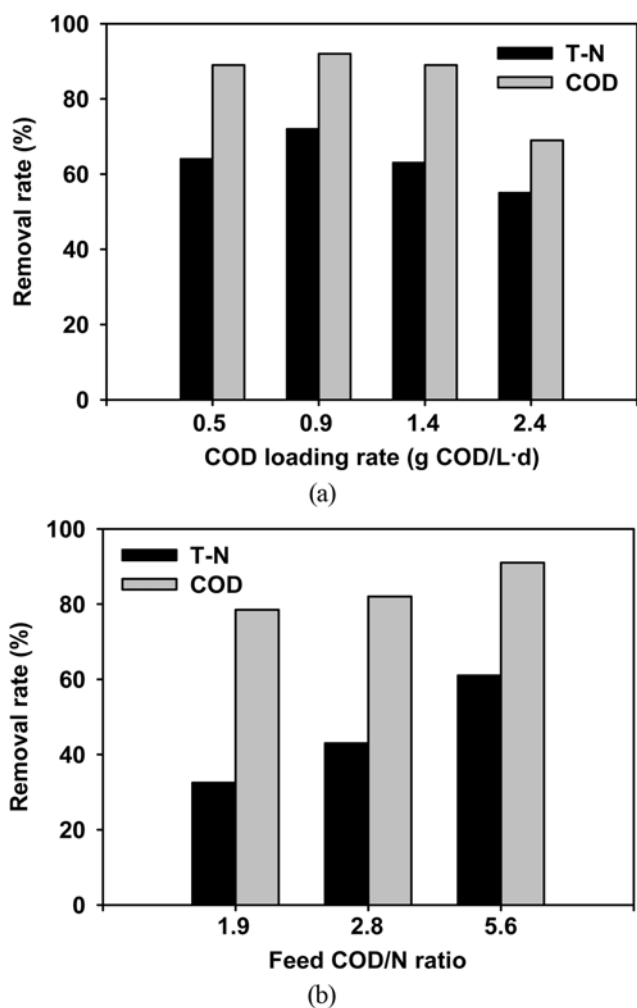 100
80
60
40
20
0
Removal rate (%)
T-N
COD
0.5 0.9 1.4 2.4
COD loading rate (g COD/L·d)
(a)
100
80
60
40
20
0
Removal rate (%)
T-N
COD
1.9 2.8 5.6
Feed COD/N ratio
(b)